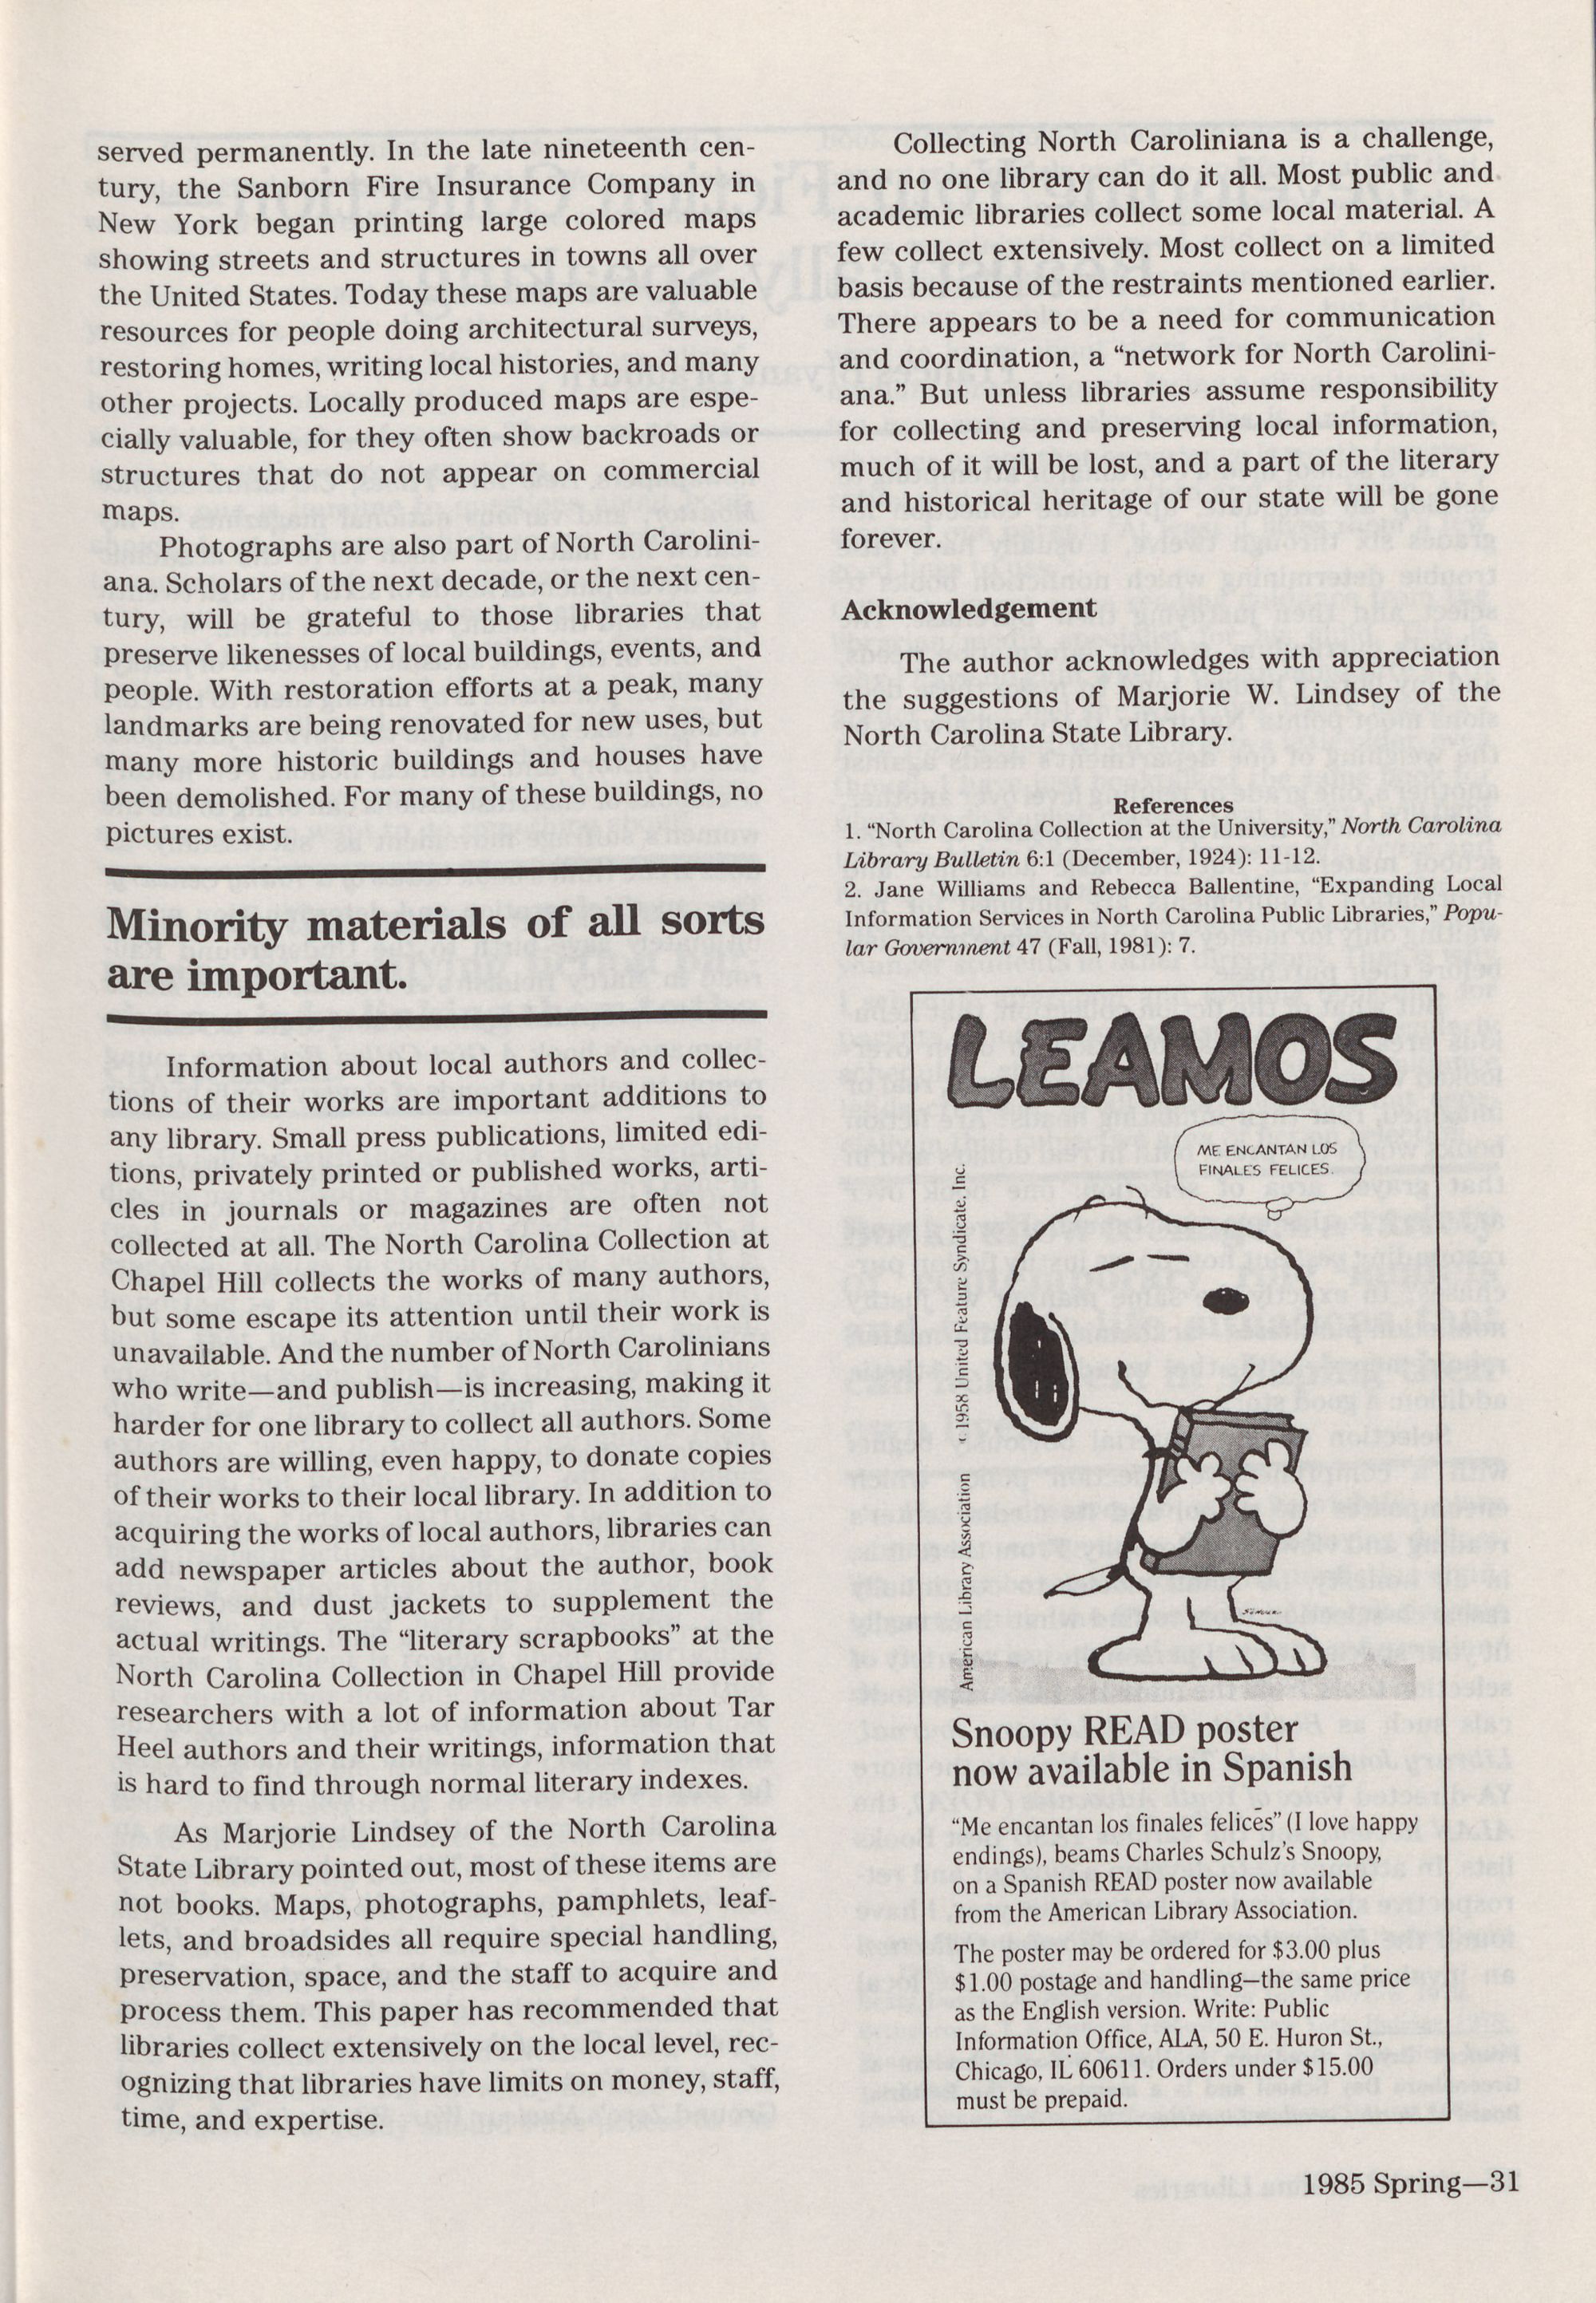 served permanently. In the late nineteenth cen-
tury, the Sanborn Fire Insurance Company in
New York began printing large colored maps
showing streets and structures in towns all over
the United States. Today these maps are valuable
resources for people doing architectural surveys,
restoring homes, writing local histories, and many
other projects. Locally produced maps are espe-
cially valuable, for they often show backroads or
structures that do not appear on commercial
maps.
Photographs are also part of North Carolini-
ana. Scholars of the next decade, or the next cen-
tury, will be grateful to those libraries that
preserve likenesses of local buildings, events, and
people. With restoration efforts at a peak, many
landmarks are being renovated for new uses, but
many more historic buildings and houses have
been demolished. For many of these buildings, no
pictures exist.
Minority materials of all sorts
are important.
Information about local authors and collec-
tions of their works are important additions to
any library. Small press publications, limited edi-
tions, privately printed or published works, arti-
cles in journals or magazines are often not
collected at all. The North Carolina Collection at
Chapel Hill collects the works of many authors,
but some escape its attention until their work is
unavailable. And the number of North Carolinians
who write—and publish—is increasing, making it
harder for one library to collect all authors. Some
authors are willing, even happy, to donate copies
of their works to their local library. In addition to
acquiring the works of local authors, libraries can
add newspaper articles about the author, book
reviews, and dust jackets to supplement the
actual writings. The “literary scrapbooks” at the
North Carolina Collection in Chapel Hill provide
researchers with a lot of information about Tar
Heel authors and their writings, information that
is hard to find through normal literary indexes.
As Marjorie Lindsey of the North Carolina
State Library pointed out, most of these items are
not books. Maps, photographs, pamphlets, leaf-
lets, and broadsides all require special handling,
preservation, space, and the staff to acquire and
process them. This paper has recommended that
libraries collect extensively on the local level, rec-
ognizing that libraries have limits on money, staff,
time, and expertise.
Collecting North Caroliniana is a challenge,
and no one library can do it all. Most public and
academic libraries collect some local material. A
few collect extensively. Most collect on a limited
basis because of the restraints mentioned earlier.
There appears to be a need for communication
and coordination, a “network for North Carolini-
ana.” But unless libraries assume responsibility
for collecting and preserving local information,
much of it will be lost, and a part of the literary
and historical heritage of our state will be gone
forever.
Acknowledgement
The author acknowledges with appreciation
the suggestions of Marjorie W. Lindsey of the
North Carolina State Library.
References
1. “North Carolina Collection at the University,” North Carolina
Library Bulletin 6:1 (December, 1924): 11-12.
2. Jane Williams and Rebecca Ballentine, “Expanding Local
Information Services in North Carolina Public Libraries,” Popu-
lar Government 47 (Fall, 1981): 7.
LEAMOS
ME ENCANTAN LOS
FINALES FELICES.
American Library Association © 1958 United Feature Syndicate, Inc.
Snoopy READ poster
now available in Spanish
“Me encantan los finales felices” (I love happy
endings), beams Charles Schulz’s Snoopy,
on a Spanish READ poster now available
from the American Library Association.
The poster may be ordered for $3.00 plus
$1.00 postage and handling—the same price
as the English version. Write: Public
Information Office, ALA, 50 E. Huron St.,
Chicago, IL 60611. Orders under $15.00
must be prepaid.
1985 Spring—31